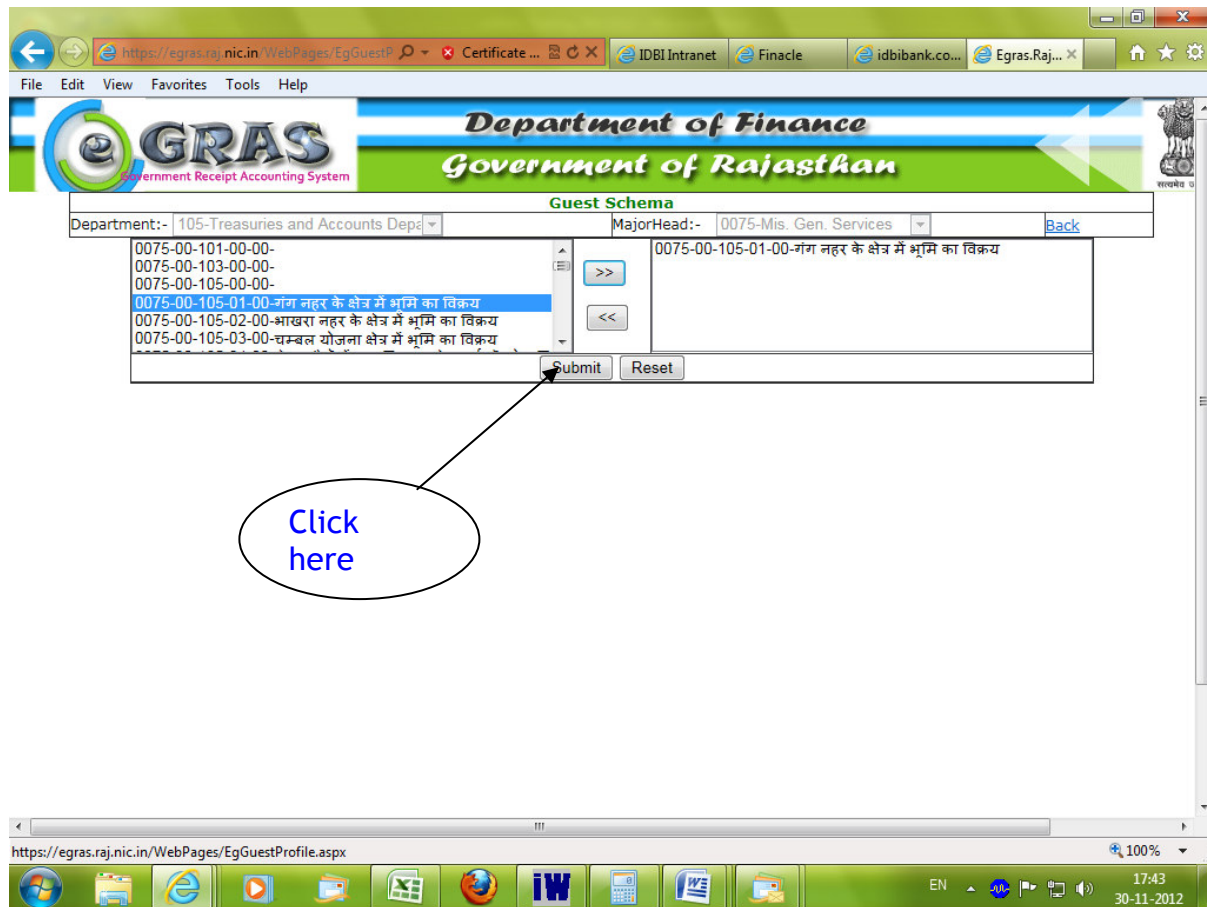 https://egras.raj.nic.in/WebPages/EgGuestP
Certificate ...
IDBI Intranet
Finacle
idbibank.co...
Egras.Raj...
File Edit View Favorites Tools Help
e GRAS
Government Receipt Accounting System
Department of Finance
Government of Rajasthan
सत्यमेव
Guest Schema
Department:- 105-Treasuries and Accounts Depa MajorHead:- 0075-Mis. Gen. Services Back
0075-00-101-00-00-
0075-00-103-00-00-
0075-00-105-00-00-
0075-00-105-01-00-गंग नहर के क्षेत्र में भूमि का विक्रय
0075-00-105-02-00-भाखरा नहर के क्षेत्र में भूमि का विक्रय
0075-00-105-03-00-चम्बल योजना क्षेत्र में भूमि का विक्रय
>>
<<
0075-00-105-01-00-गंग नहर के क्षेत्र में भूमि का विक्रय
Submit Reset
Click
here
https://egras.raj.nic.in/WebPages/EgGuestProfile.aspx
100%
iW
EN
17:43
30-11-2012